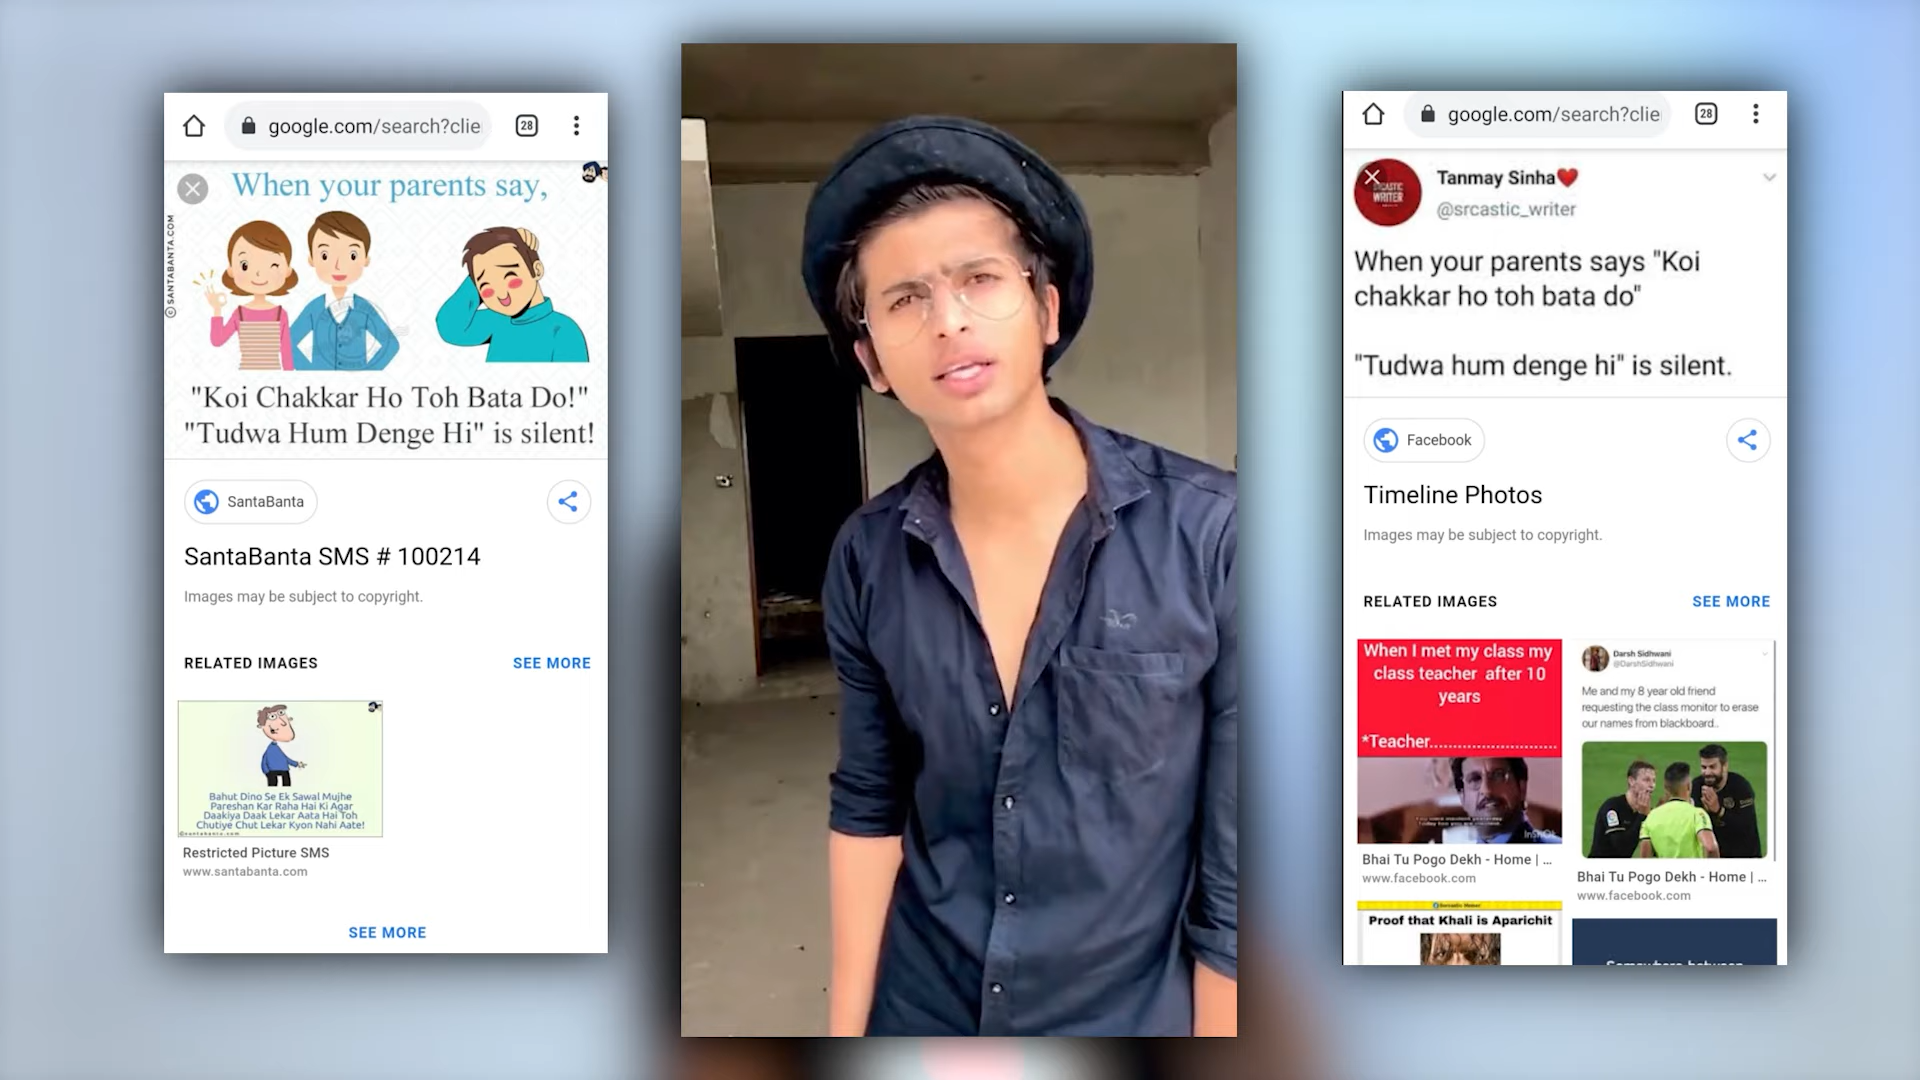 google.com/search?clie
28
When your parents say,
©SANTABANTA.COM
"Koi Chakkar Ho Toh Bata Do!"
"Tudwa Hum Denge Hi" is silent!
SantaBanta
SantaBanta SMS # 100214
Images may be subject to copyright.
RELATED IMAGES
SEE MORE
Bahut Dino Se Ek Sawal Mujhe
Pareshan Kar Raha Hai Ki Agar
Daakiya Daak Lekar Aata Hai Toh
Chutiye Chut Lekar Kyon Nahi Aate!
©santabanta.com
Restricted Picture SMS
www.santabanta.com
SEE MORE
google.com/search?clie
28
SRCASTIC
WRITER
Tanmay Sinha❤️
@srcastic_writer
When your parents says "Koi
chakkar ho toh bata do"
"Tudwa hum denge hi" is silent.
Facebook
Timeline Photos
Images may be subject to copyright.
RELATED IMAGES
SEE MORE
When I met my class my
class teacher after 10
years
*Teacher...............................
InShOt
Bhai Tu Pogo Dekh - Home | ...
www.facebook.com
Darsh Sidhwani
@DarshSidhwani
Me and my 8 year old friend
requesting the class monitor to erase
our names from blackboard..
Bhai Tu Pogo Dekh - Home | ...
www.facebook.com
Proof that Khali is Aparichit